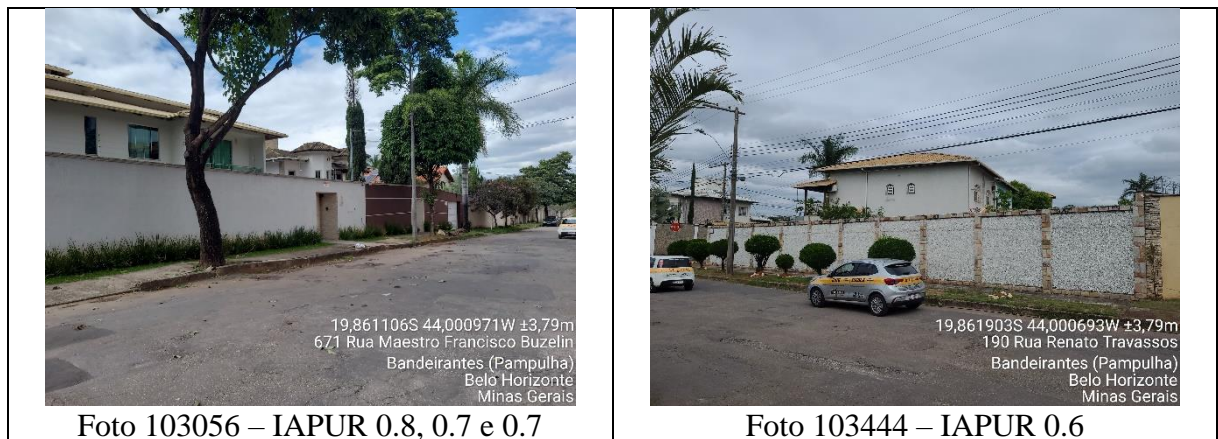 19,861106S 44,000971W ±3,79m
671 Rua Maestro Francisco Buzelin
Bandeirantes (Pampulha)
Belo Horizonte
Minas Gerais
Foto 103056 – IAPUR 0.8, 0.7 e 0.7
19,861903S 44,000693W ±3,79m
190 Rua Renato Travassos
Bandeirantes (Pampulha)
Belo Horizonte
Minas Gerais
Foto 103444 – IAPUR 0.6